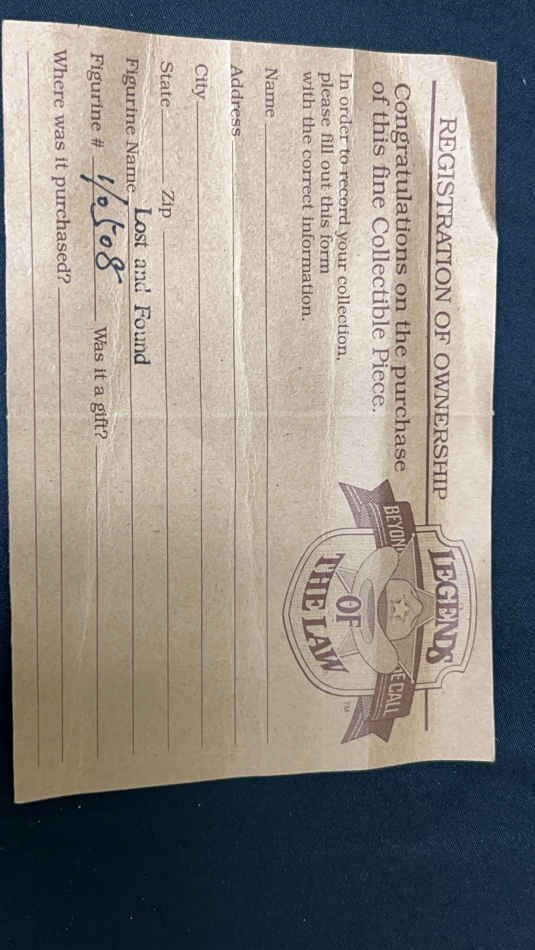 REGISTRATION OF OWNERSHIP
Congratulations on the purchase
of this fine Collectible Piece.
In order to record your collection,
please fill out this form
with the correct information.
LEGENDS
BEYOND ECALL
OF
THE LAW
TM
Name
Address
City
State Zip
Figurine Name Lost and Found
Figurine # 1/0508 Was it a gift?
Where was it purchased?